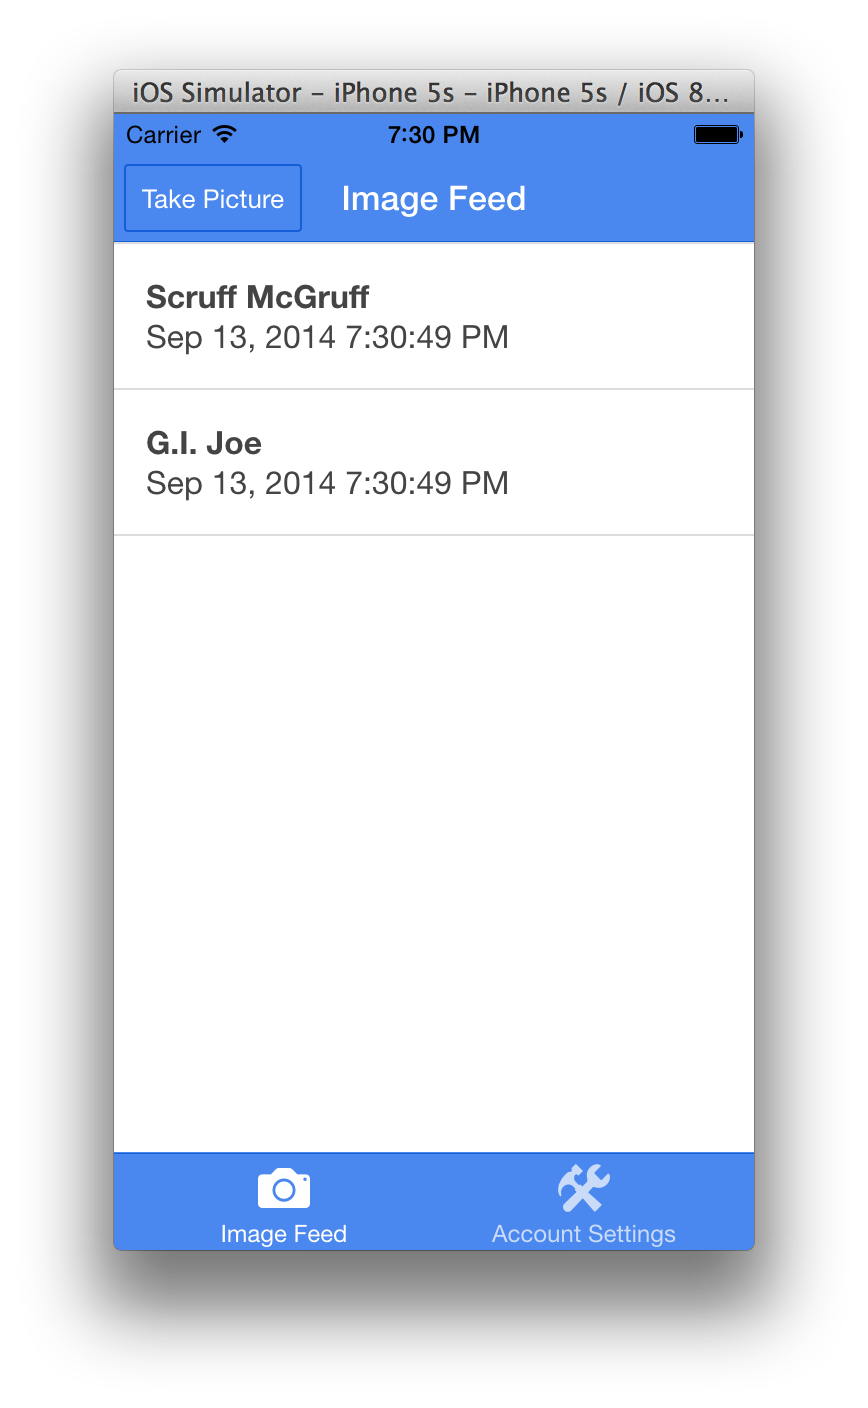 iOS Simulator – iPhone 5s – iPhone 5s / iOS 8...
Carrier 7:30 PM
Take Picture Image Feed
Scruff McGruff
Sep 13, 2014 7:30:49 PM
G.I. Joe
Sep 13, 2014 7:30:49 PM
Image Feed Account Settings